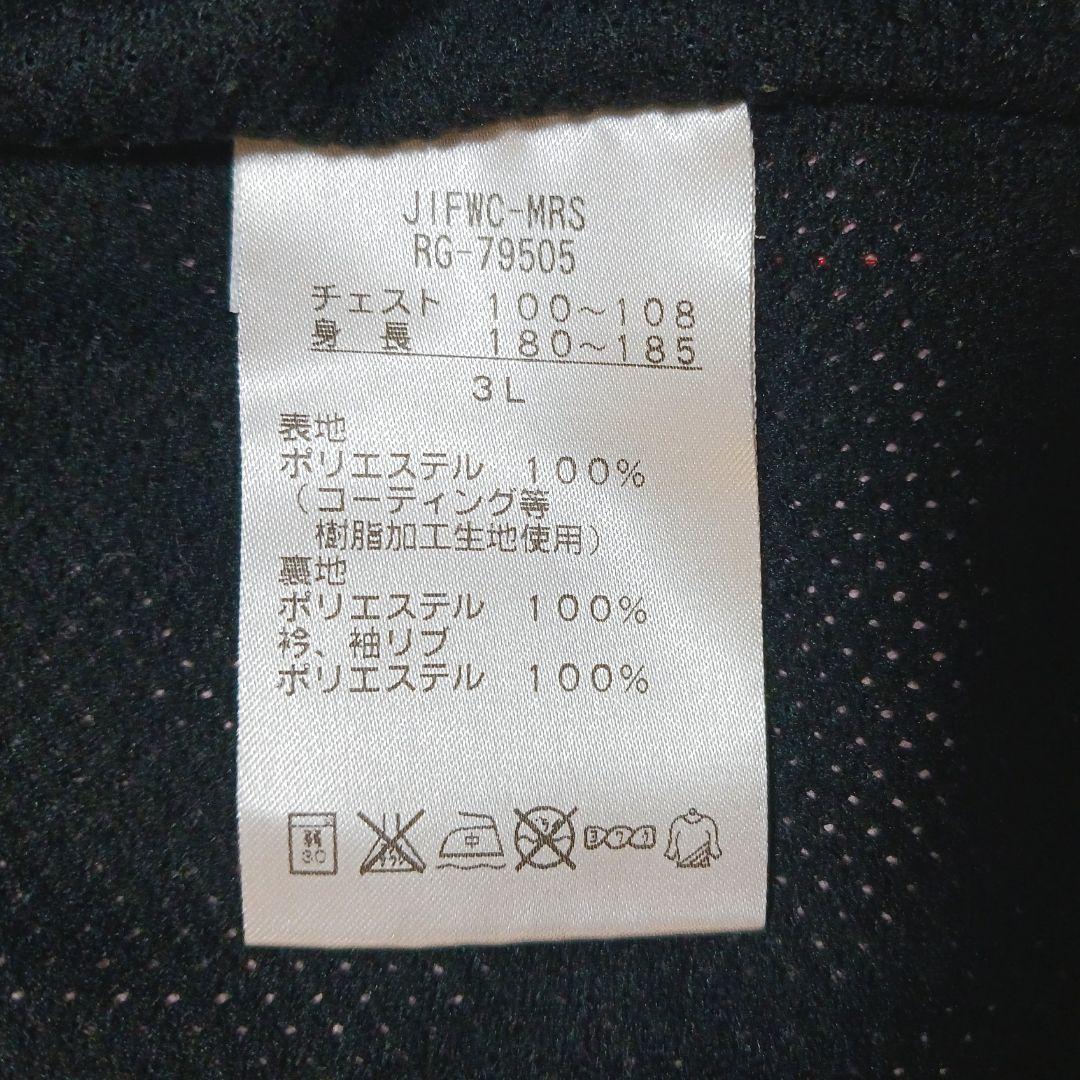 JIFWC-MRS
RG-79505
チェスト 100～108
身長 180～185
3L
表地
ポリエステル 100%
(コーティング等
樹脂加工生地使用)
裏地
ポリエステル 100%
衿、袖リブ
ポリエステル 100%
弱 30 中